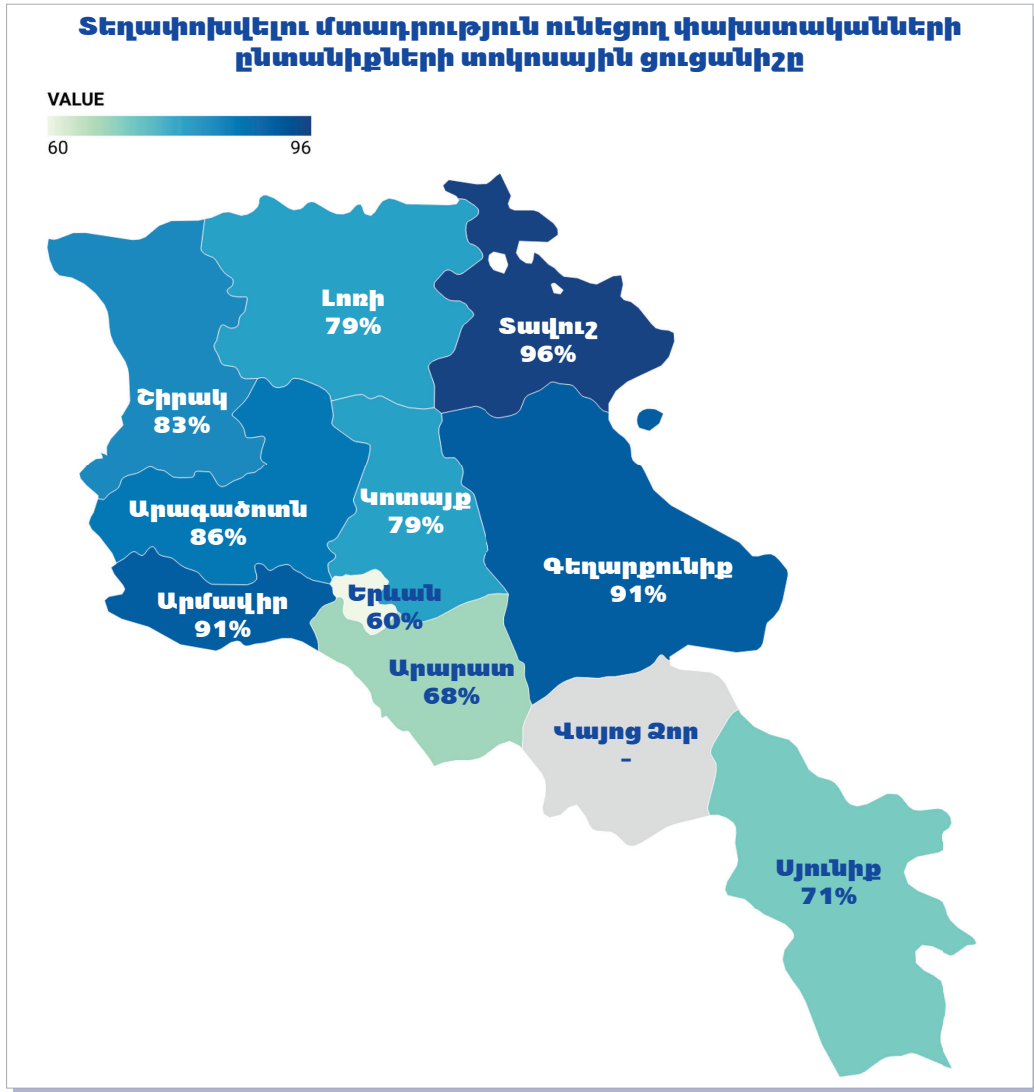 Տեղափոխվելու մտադրություն ունեցող փախստականների
ընտանիքների տոկոսային ցուցանիշը
VALUE
60 96
Լոռի
79%
Տավուշ
96%
Շիրակ
83%
Կոտայք
79%
Արագածոտն
86%
Գեղարքունիք
91%
Երևան
60%
Արմավիր
91%
Արարատ
68%
Վայոց Ձոր
–
Սյունիք
71%